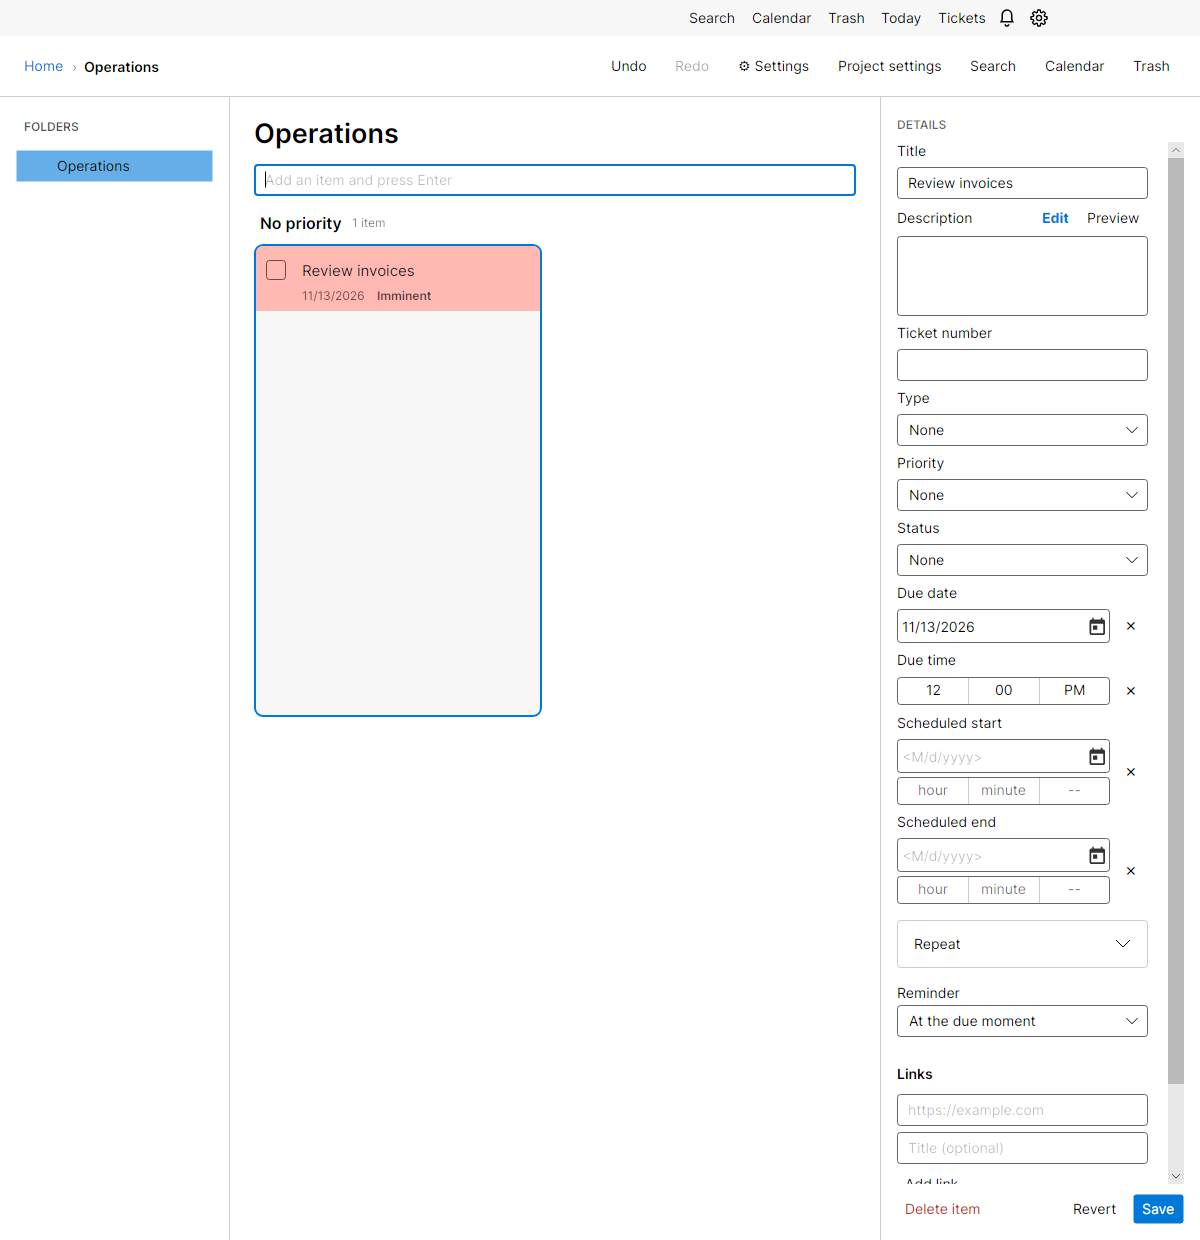 Search Calendar Trash Today Tickets
Home › Operations
Undo Redo Settings Project settings Search Calendar Trash
FOLDERS
Operations
Operations
Add an item and press Enter
No priority 1 item
Review invoices
11/13/2026 Imminent
DETAILS
Title
Review invoices
Description Edit Preview
Ticket number
Type
None
Priority
None
Status
None
Due date
11/13/2026
Due time
12 00 PM
Scheduled start
<M/d/yyyy>
hour minute --
Scheduled end
<M/d/yyyy>
hour minute --
Repeat
Reminder
At the due moment
Links
https://example.com
Title (optional)
Add link
Delete item Revert Save